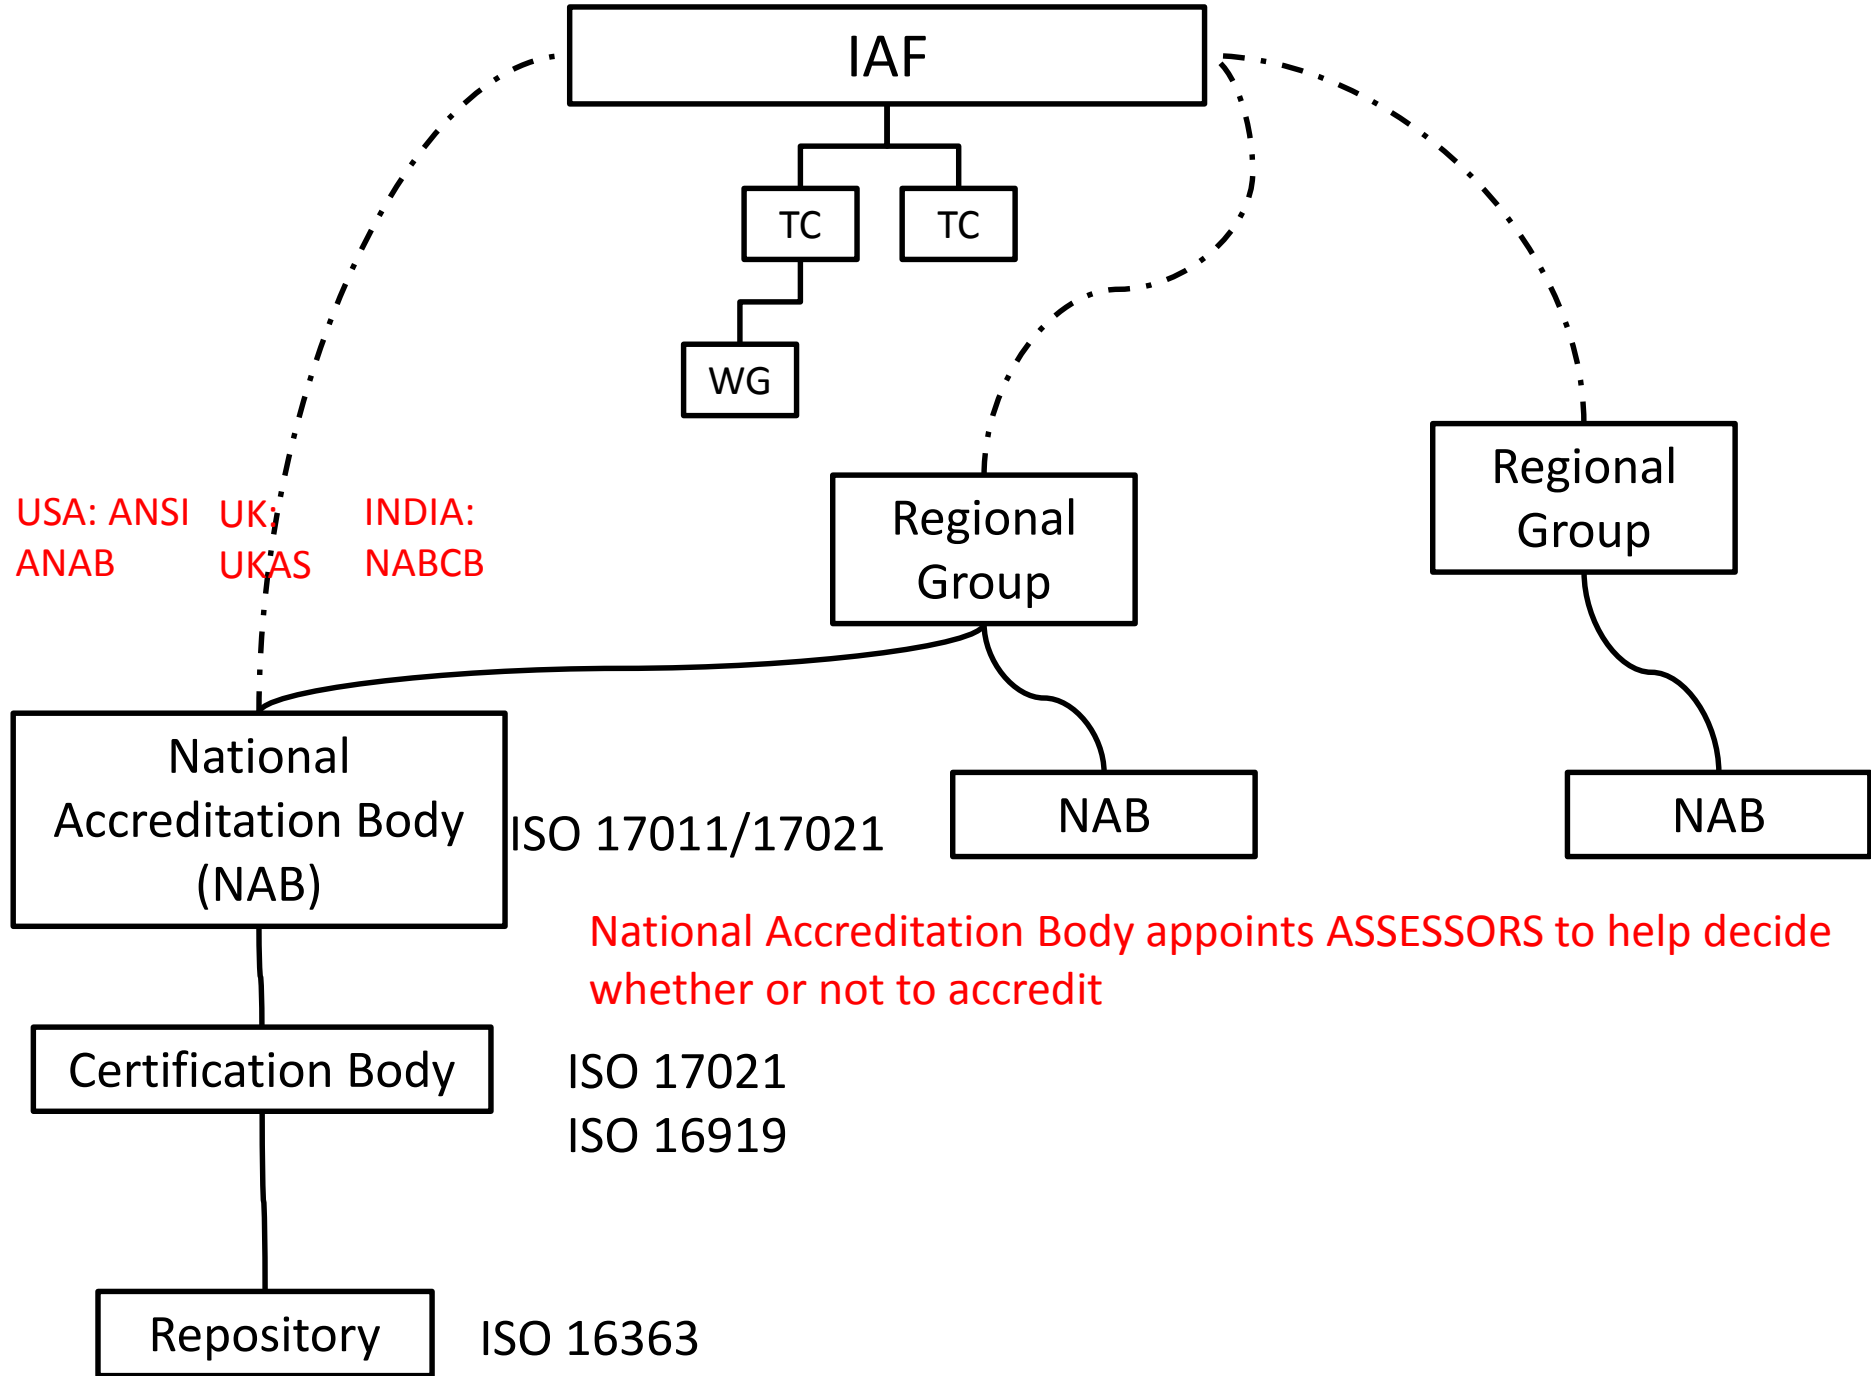 IAF
TC
TC
WG
Regional
Group
Regional
Group
USA: ANSI
ANAB
UK:
UKAS
INDIA:
NABCB
National
Accreditation Body
(NAB)
ISO 17011/17021
NAB
NAB
National Accreditation Body appoints ASSESSORS to help decide
whether or not to accredit
Certification Body
ISO 17021
ISO 16919
Repository
ISO 16363